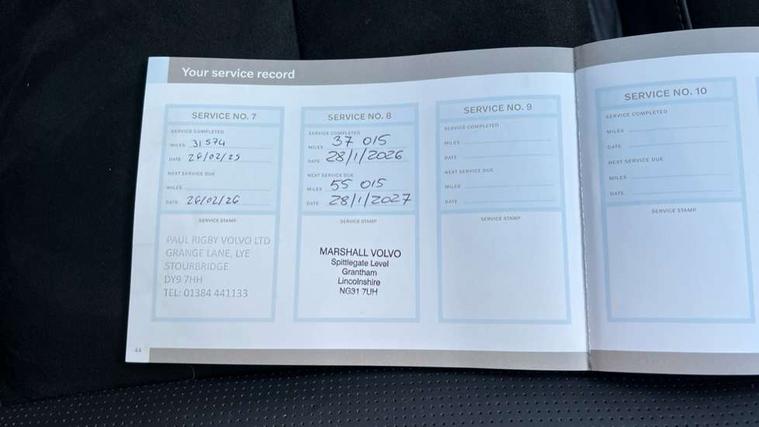 Your service record
SERVICE NO. 7
SERVICE COMPLETED
MILES 31 574
DATE 26/02/25
NEXT SERVICE DUE
MILES
DATE 26/02/26
SERVICE STAMP
PAUL RIGBY VOLVO LTD
GRANGE LANE, LYE
STOURBRIDGE
DY9 7HH
TEL: 01384 441133
SERVICE NO. 8
SERVICE COMPLETED
MILES 37 015
DATE 28/1/2026
NEXT SERVICE DUE
MILES 55 015
DATE 28/1/2027
SERVICE STAMP
MARSHALL VOLVO
Spittlegate Level
Grantham
Lincolnshire
NG31 7UH
SERVICE NO. 9
SERVICE COMPLETED
MILES
DATE
NEXT SERVICE DUE
MILES
DATE
SERVICE STAMP
SERVICE NO. 10
SERVICE COMPLETED
MILES
DATE
NEXT SERVICE DUE
MILES
DATE
SERVICE STAMP
44